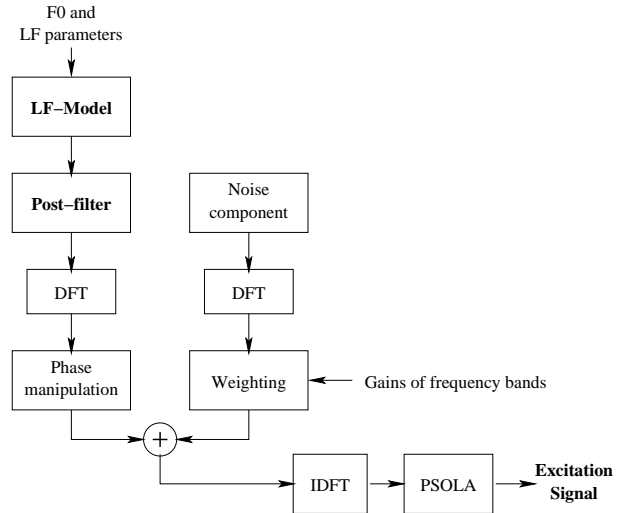 F0 and
LF parameters
LF–Model
Post–filter
Noise
component
DFT
DFT
Phase
manipulation
Weighting
Gains of frequency bands
+
IDFT
PSOLA
Excitation
Signal